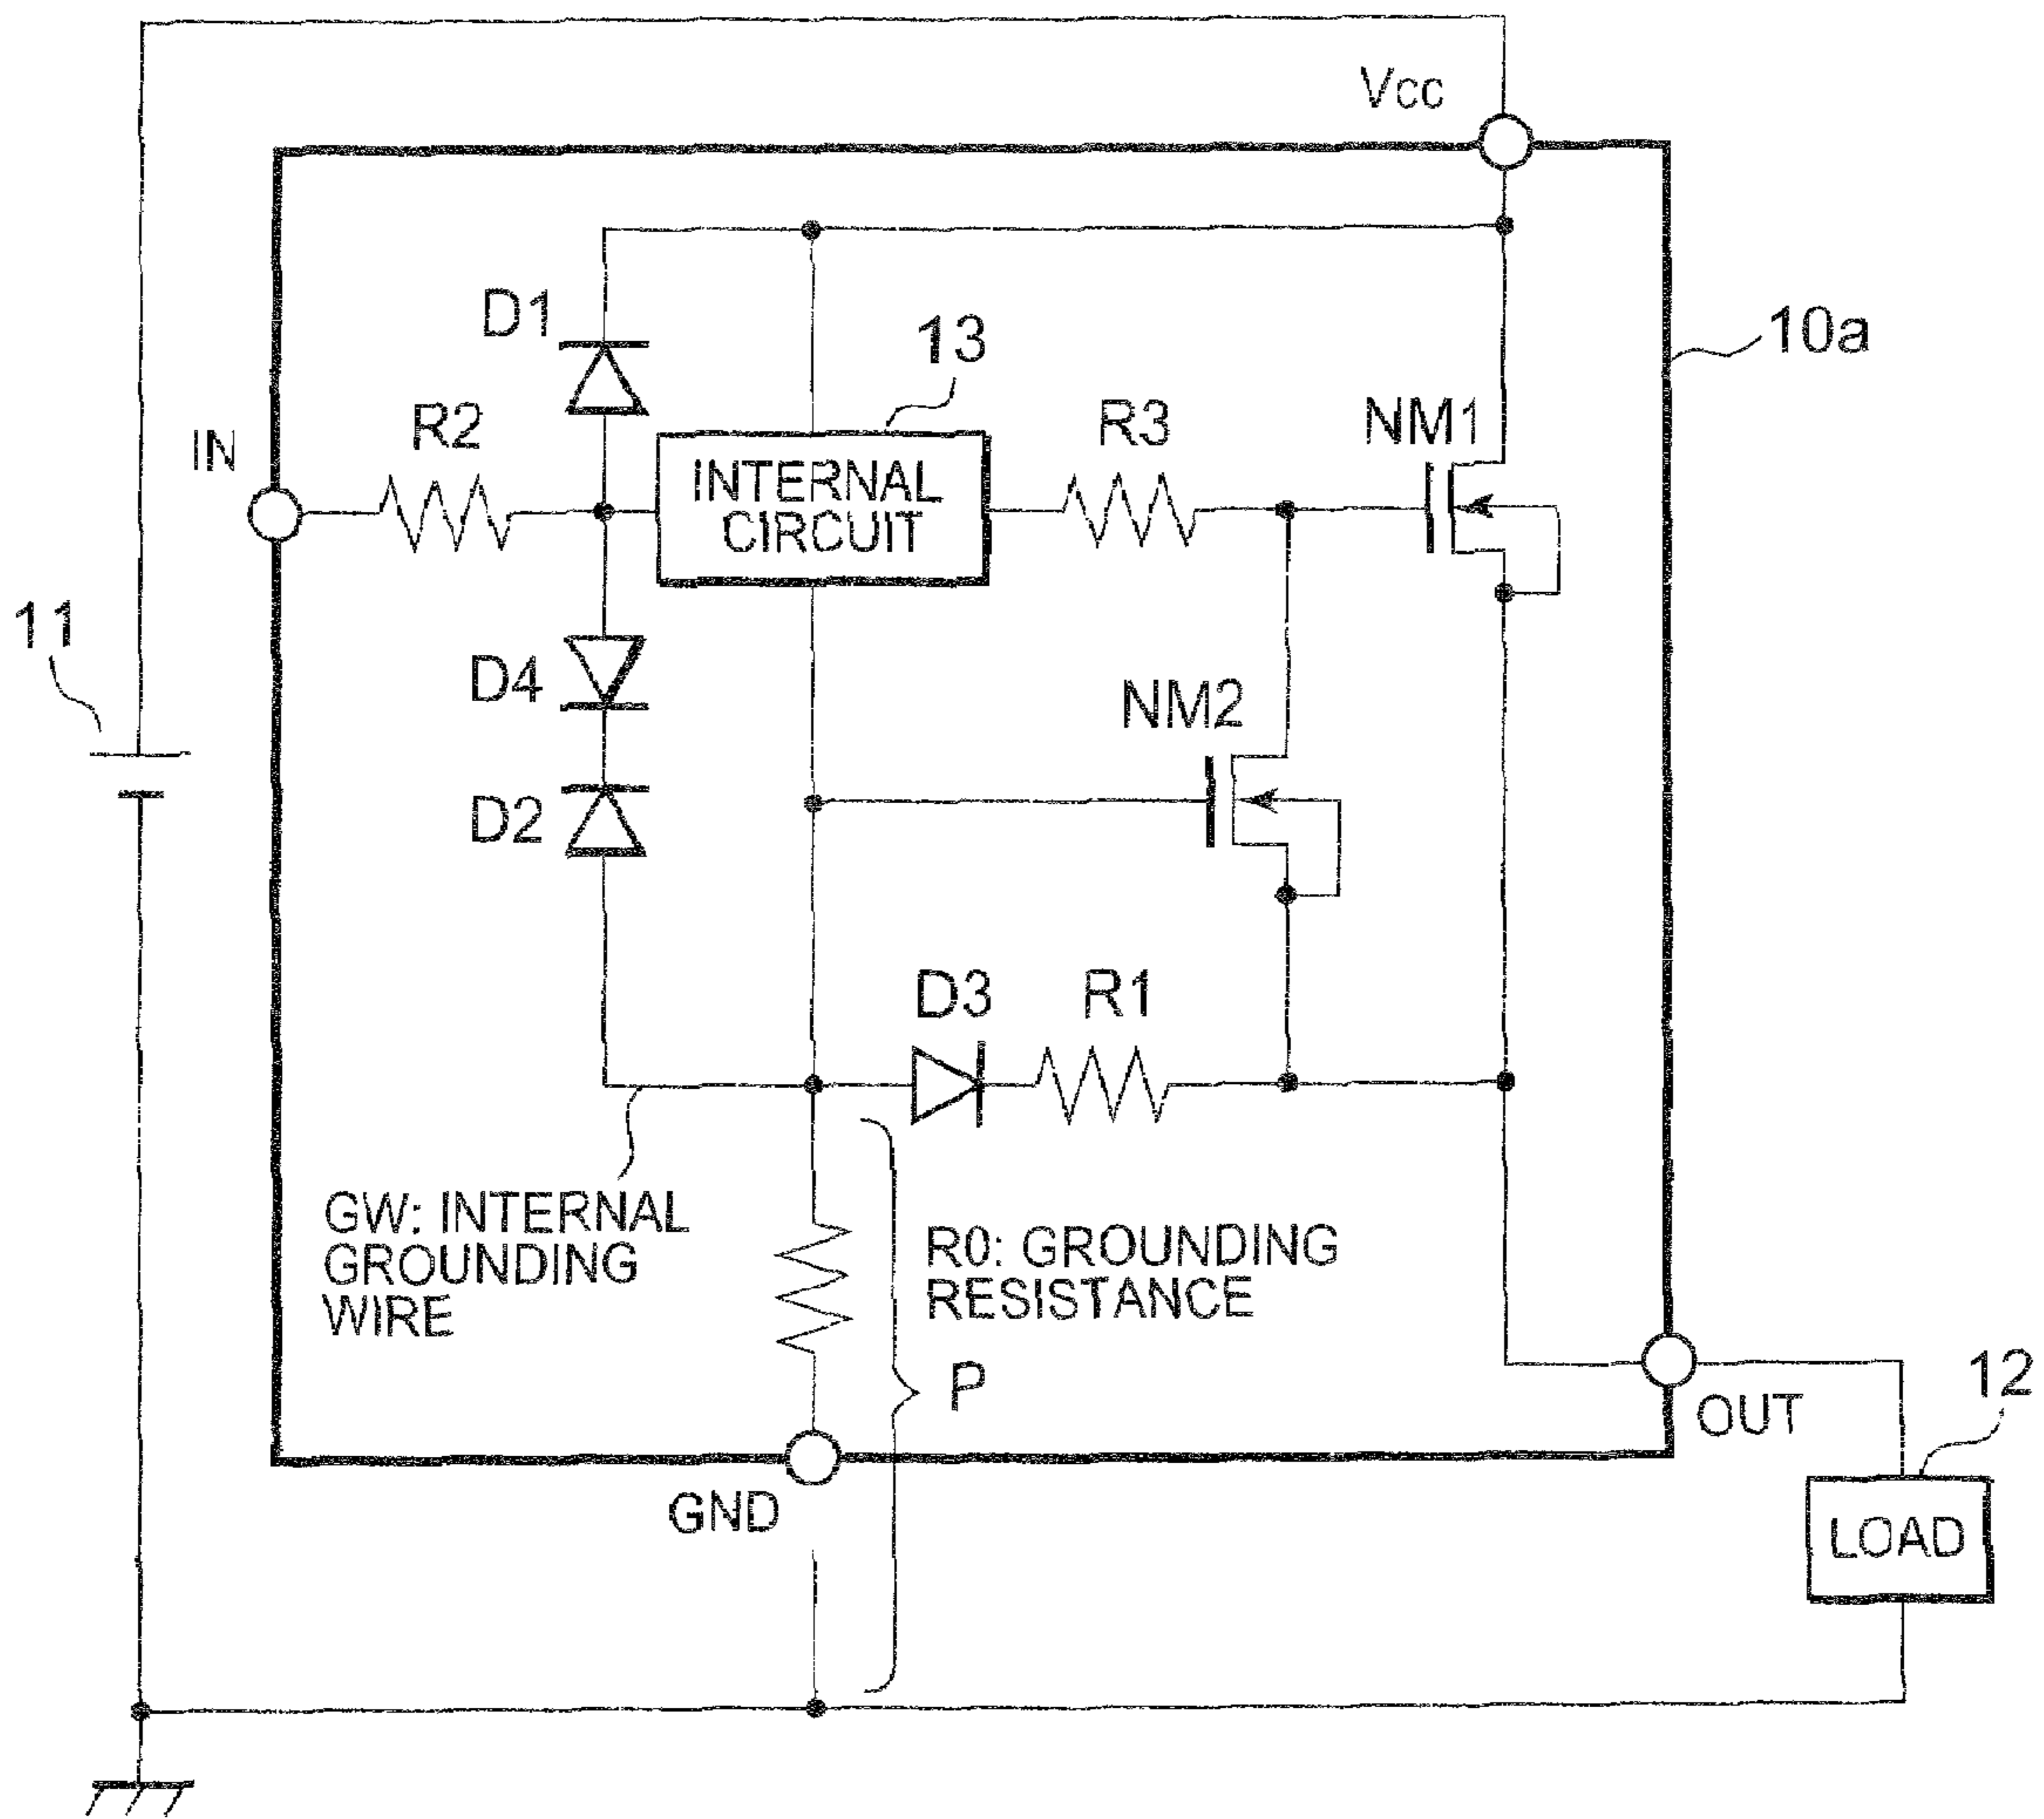 Vcc
D1
13
10a
R2
R3
NM1
IN
INTERNAL
CIRCUIT
11
D4
NM2
D2
D3
R1
GW: INTERNAL
GROUNDING
WIRE
R0: GROUNDING
RESISTANCE
P
12
OUT
GND
LOAD